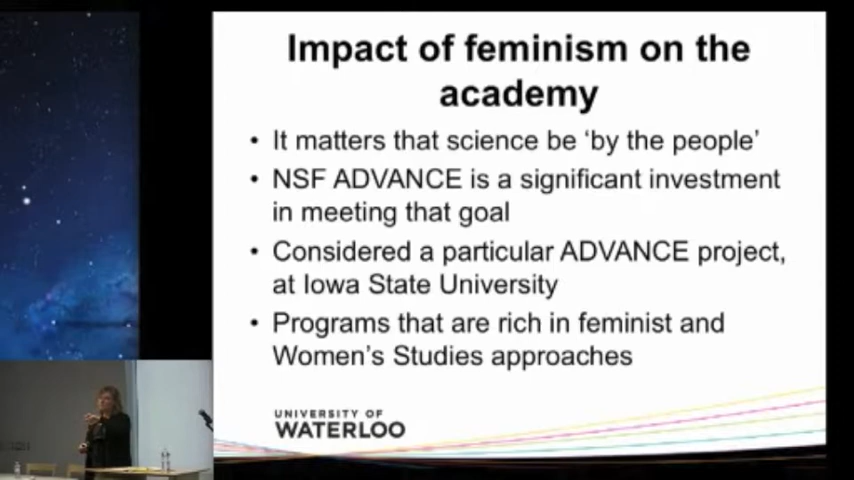 Impact of feminism on the
academy
• It matters that science be ‘by the people’
• NSF ADVANCE is a significant investment
in meeting that goal
• Considered a particular ADVANCE project,
at Iowa State University
• Programs that are rich in feminist and
Women’s Studies approaches
UNIVERSITY OF
WATERLOO